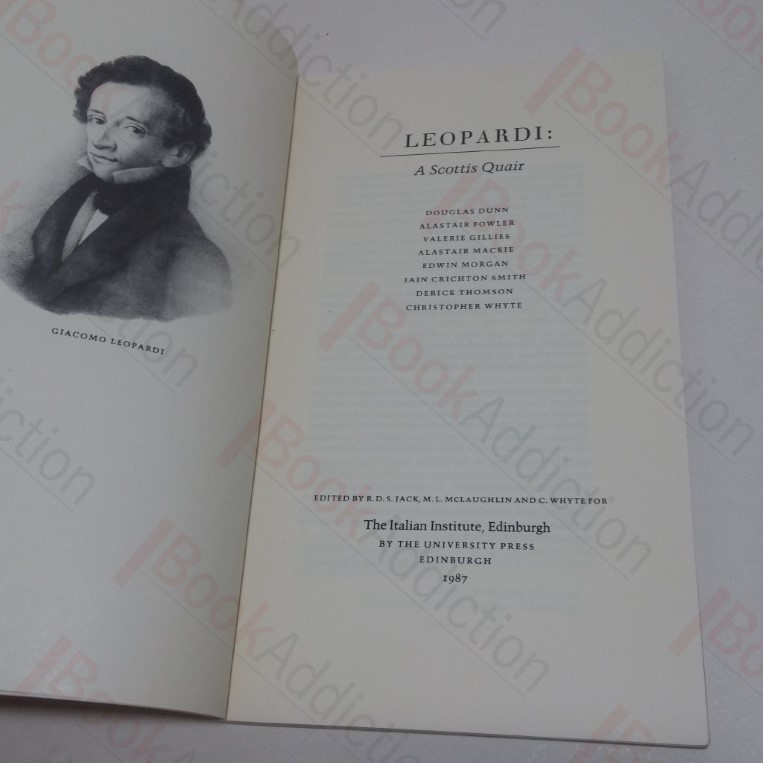 GIACOMO LEOPARDI
LEOPARDI:
A Scottis Quair
DOUGLAS DUNN
ALASTAIR FOWLER
VALERIE GILLIES
ALASTAIR MACKIE
EDWIN MORGAN
IAIN CRICHTON SMITH
DERICK THOMSON
CHRISTOPHER WHYTE
EDITED BY R.D.S. JACK, M. L. MCLAUGHLIN AND C. WHYTE FOR
The Italian Institute, Edinburgh
BY THE UNIVERSITY PRESS
EDINBURGH
1987
BookAddiction